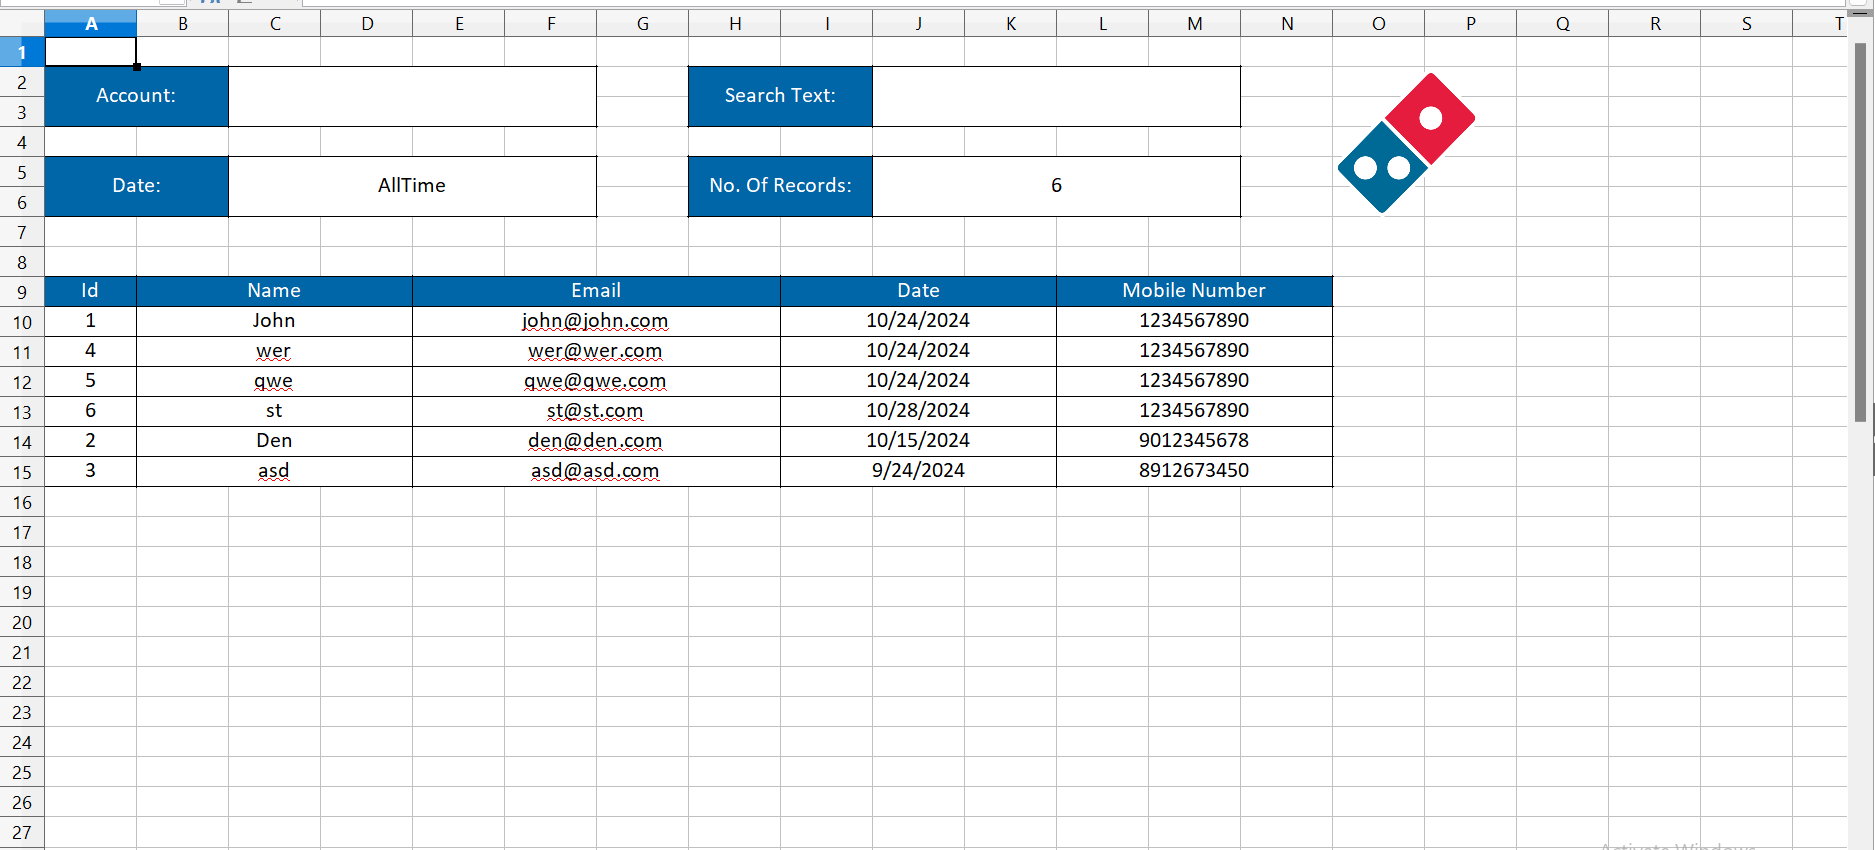 A B C D E F G H I J K L M N O P Q R S T
1
2
Account: Search Text:
3
4
5
Date: AllTime No. Of Records: 6
6
7
8
9 Id Name Email Date Mobile Number
10 1 John john@john.com 10/24/2024 1234567890
11 4 wer wer@wer.com 10/24/2024 1234567890
12 5 qwe qwe@qwe.com 10/24/2024 1234567890
13 6 st st@st.com 10/28/2024 1234567890
14 2 Den den@den.com 10/15/2024 9012345678
15 3 asd asd@asd.com 9/24/2024 8912673450
16
17
18
19
20
21
22
23
24
25
26
27
Activate Windows